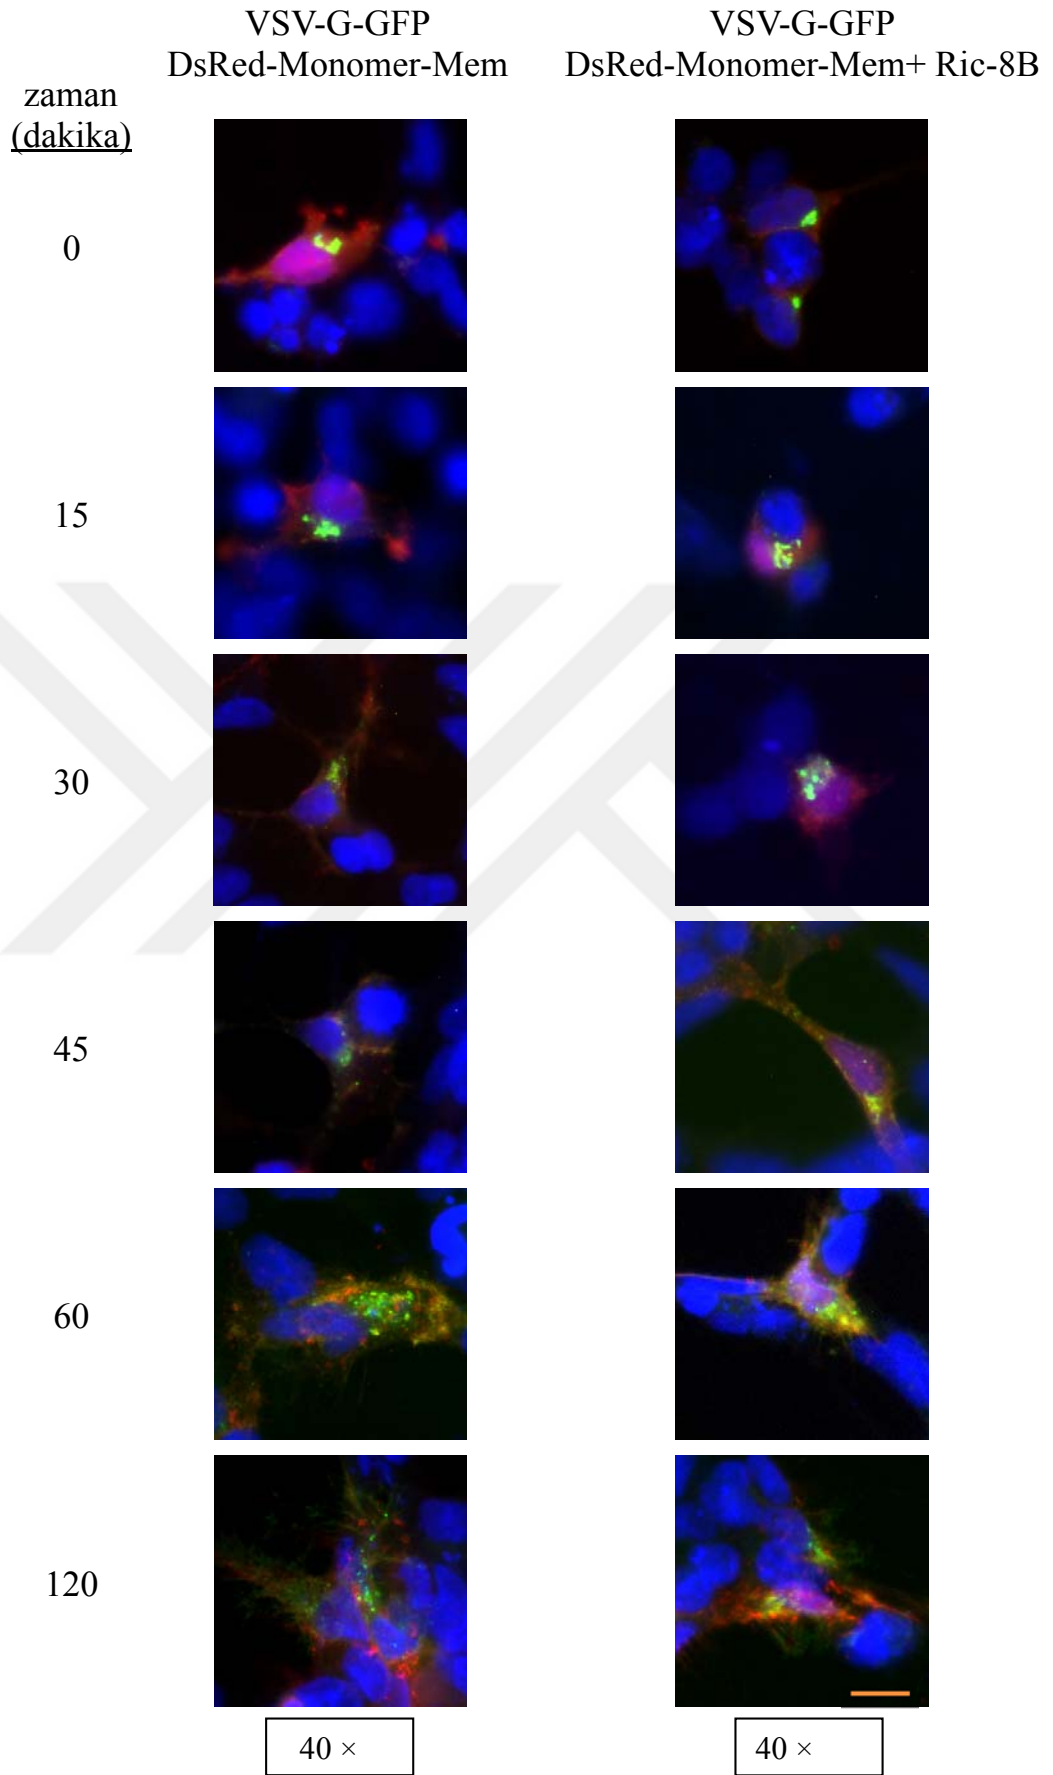 VSV-G-GFP
DsRed-Monomer-Mem
VSV-G-GFP
DsRed-Monomer-Mem+ Ric-8B
zaman
(dakika)
0
15
30
45
60
120
40 ×
40 ×